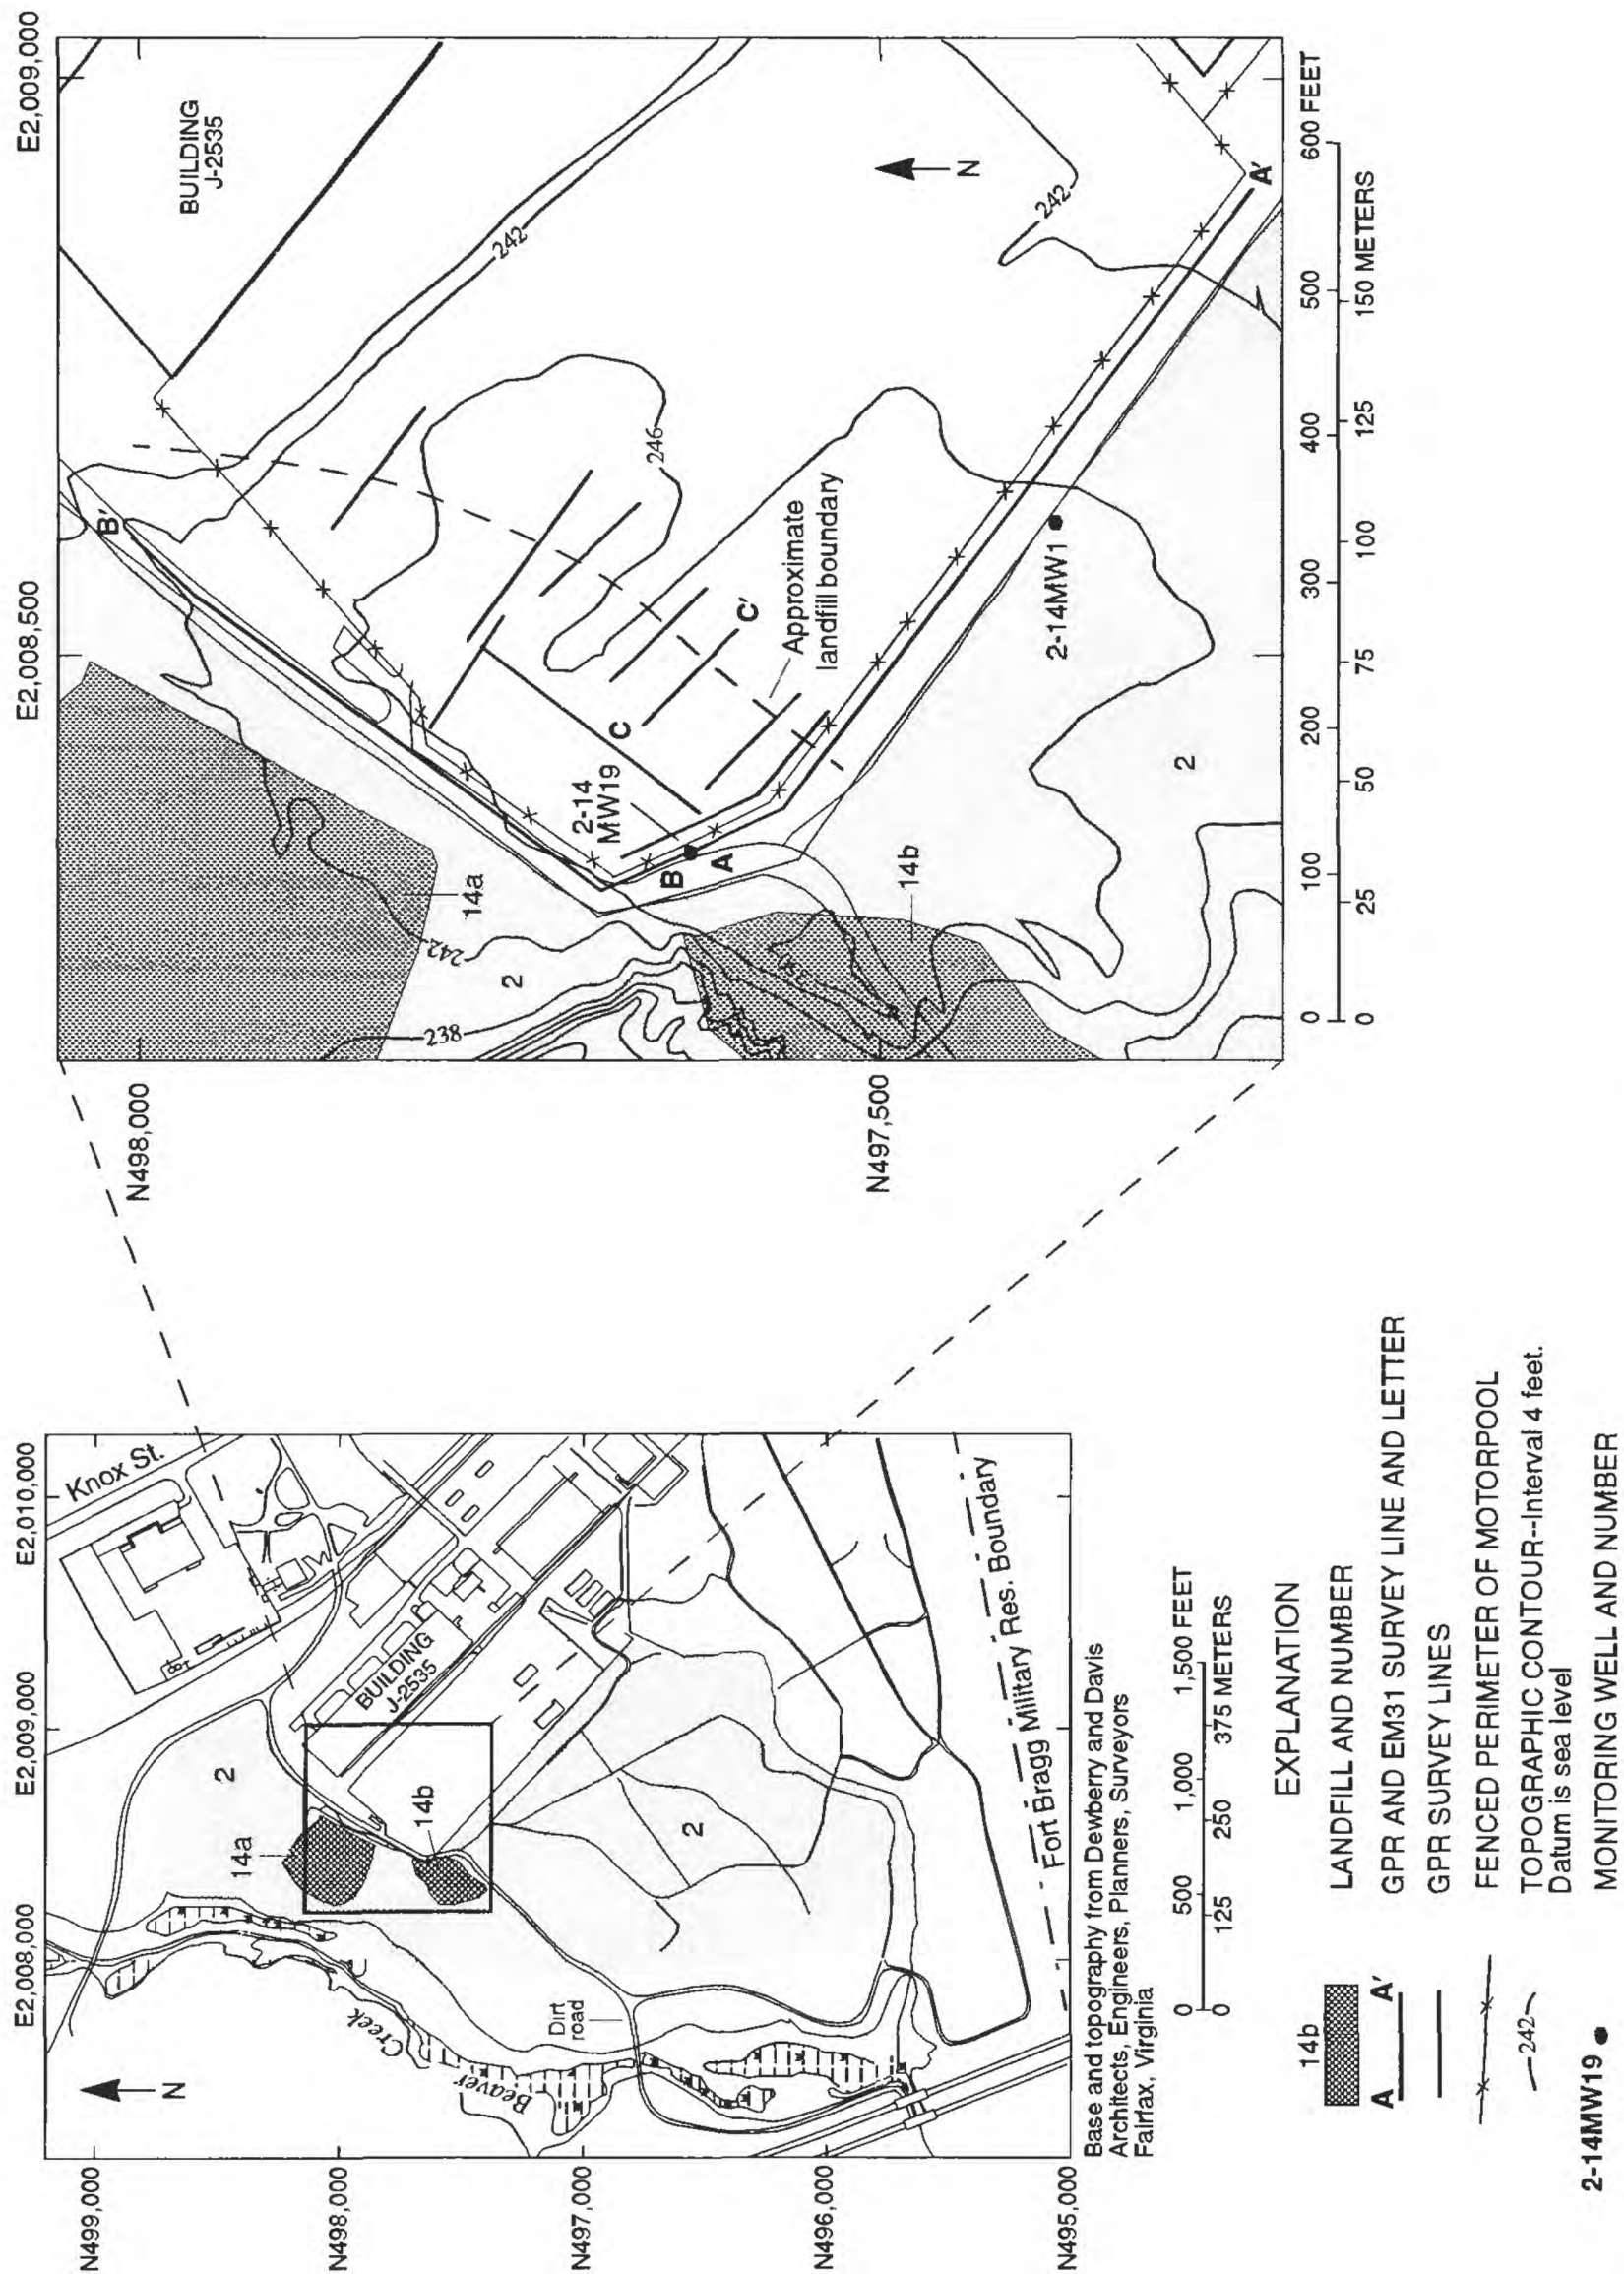 E2,008,000
E2,009,000
E2,010,000
N499,000
N498,000
N497,000
N496,000
N495,000
N
Knox St.
BUILDING
J-2535
2
14a
14b
2
Beaver
Creek
Dirt
road
Fort Bragg Military Res. Boundary
Base and topography from Dewberry and Davis
Architects, Engineers, Planners, Surveyors
Fairfax, Virginia
0 500 1,000 1,500 FEET
0 125 250 375 METERS
E2,008,500
E2,009,000
N498,000
N497,500
BUILDING
J-2535
B'
242
246
242
N
14a
242
2
238
2-14
MW19
C
C'
B
A
Approximate
landfill boundary
14b
2-14MW1
2
A'
0 100 200 300 400 500 600 FEET
0 25 50 75 100 125 150 METERS
EXPLANATION
14b
LANDFILL AND NUMBER
A A'
GPR AND EM31 SURVEY LINE AND LETTER
GPR SURVEY LINES
FENCED PERIMETER OF MOTORPOOL
242
TOPOGRAPHIC CONTOUR--Interval 4 feet.
Datum is sea level
2-14MW19
MONITORING WELL AND NUMBER